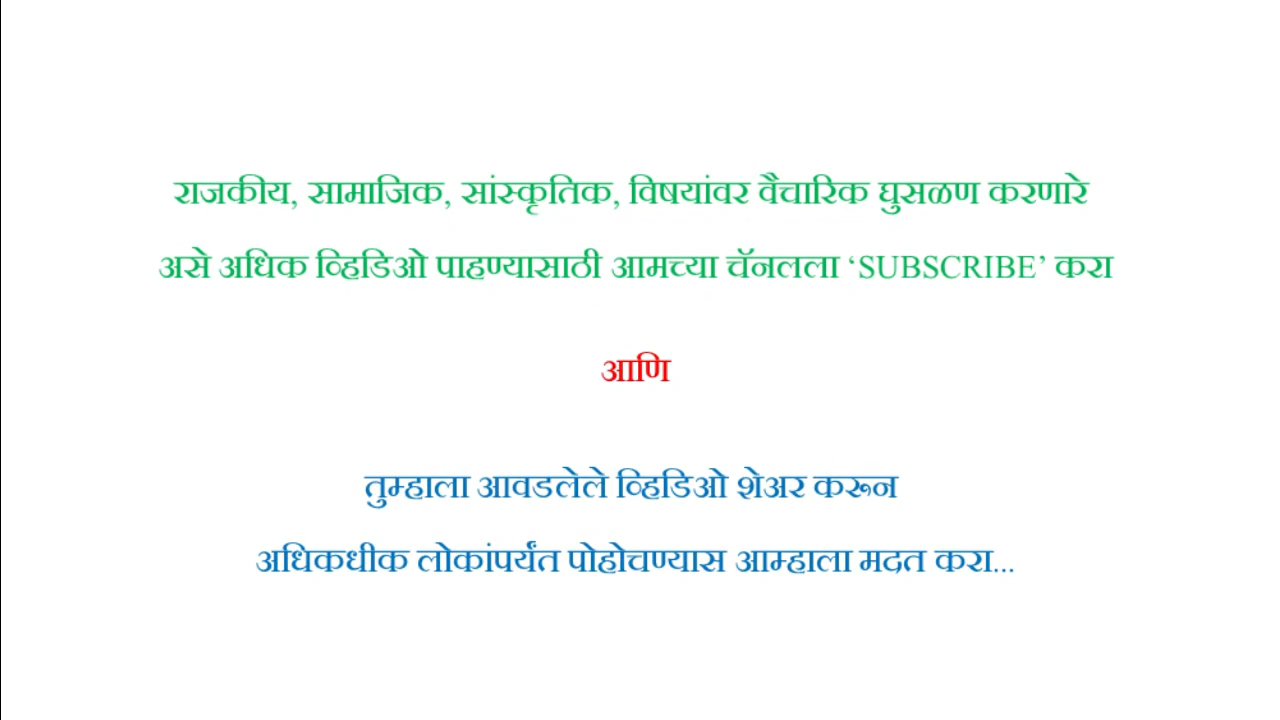 राजकीय, सामाजिक, सांस्कृतिक, विषयांवर वैचारिक घुसळण करणारे
असे अधिक व्हिडिओ पाहण्यासाठी आमच्या चॅनलला ‘SUBSCRIBE’ करा
आणि
तुम्हाला आवडलेले व्हिडिओ शेअर करून
अधिकधीक लोकांपर्यंत पोहोचण्यास आम्हाला मदत करा...